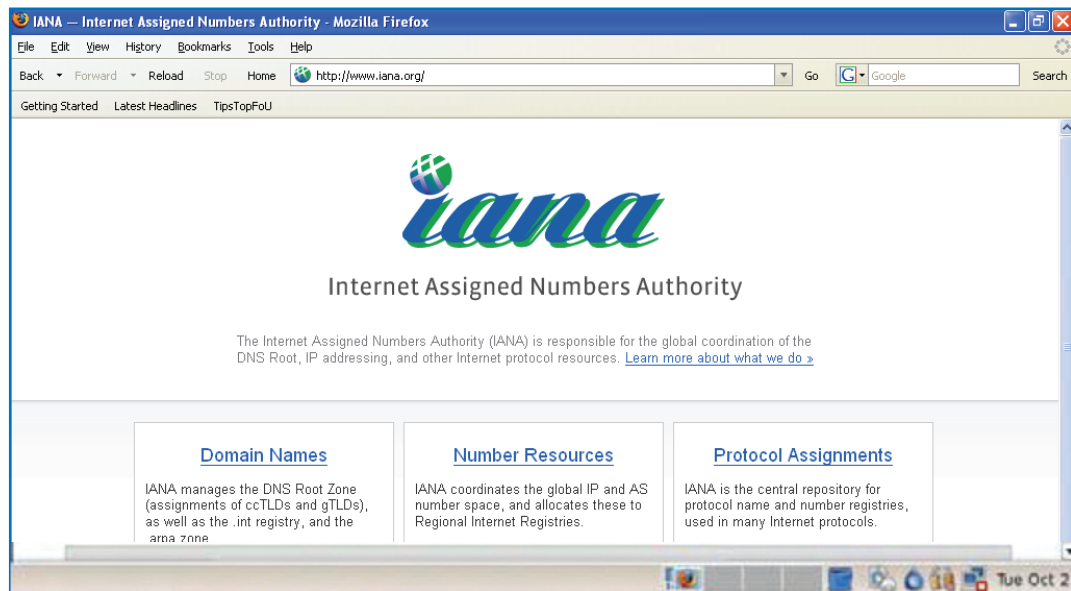 IANA — Internet Assigned Numbers Authority - Mozilla Firefox
File Edit View History Bookmarks Tools Help
Back Forward Reload Stop Home http://www.iana.org/ Go G Google Search
Getting Started Latest Headlines TipsTopFoU
iana
Internet Assigned Numbers Authority
The Internet Assigned Numbers Authority (IANA) is responsible for the global coordination of the
DNS Root, IP addressing, and other Internet protocol resources. Learn more about what we do »
Domain Names
IANA manages the DNS Root Zone
(assignments of ccTLDs and gTLDs),
as well as the .int registry, and the
.arpa zone
Number Resources
IANA coordinates the global IP and AS
number space, and allocates these to
Regional Internet Registries.
Protocol Assignments
IANA is the central repository for
protocol name and number registries,
used in many Internet protocols.
Tue Oct 2